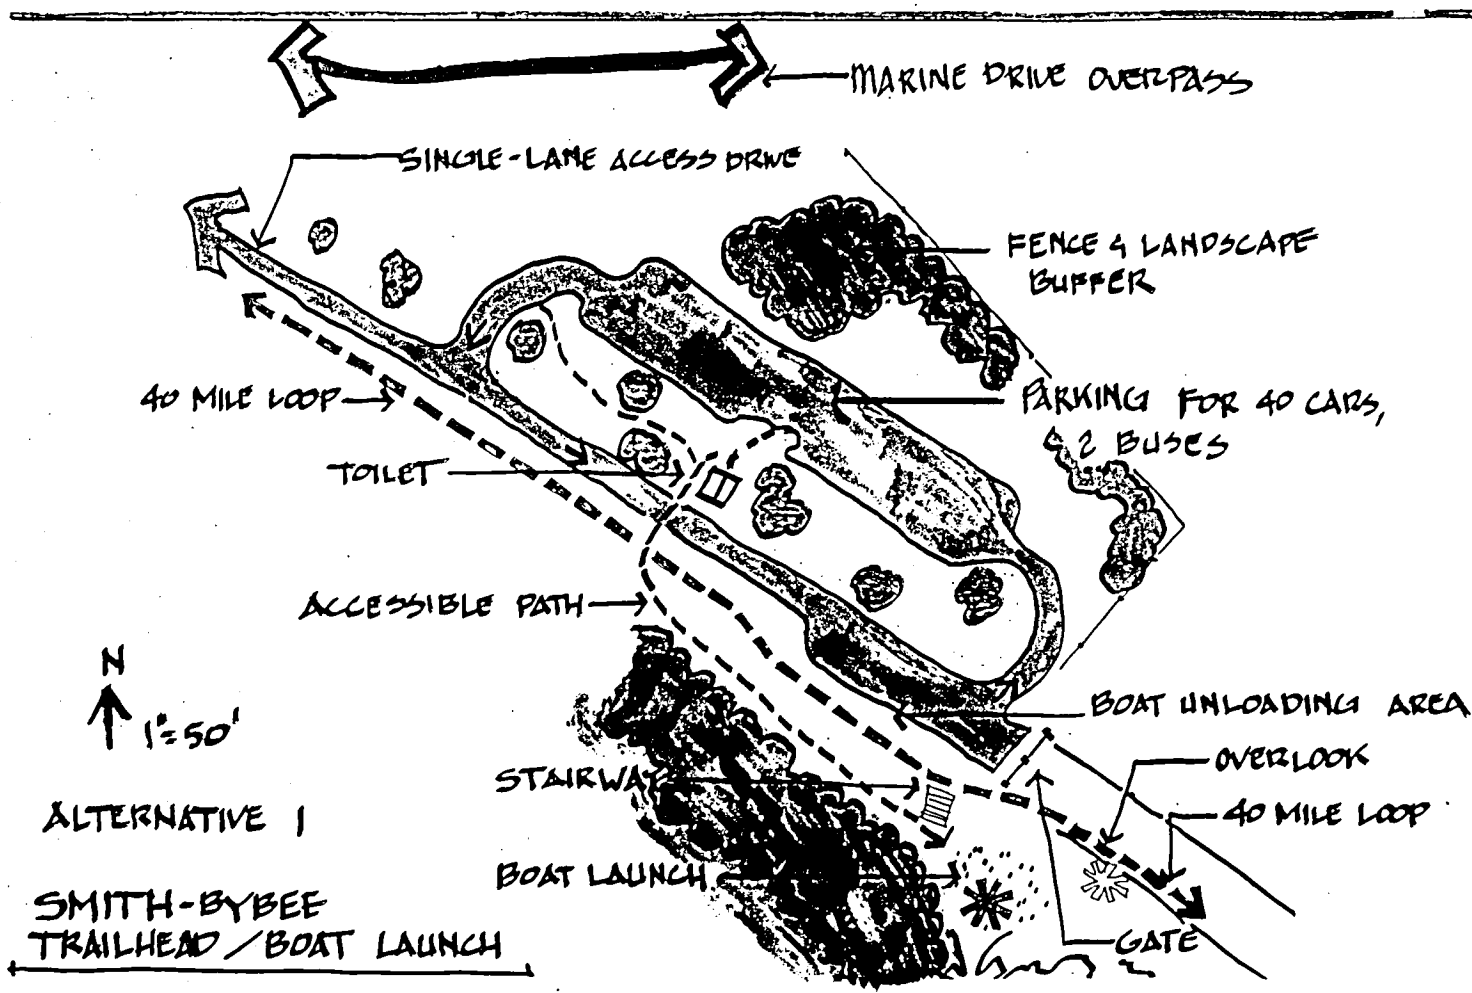 MARINE DRIVE OVERPASS
SINGLE-LANE ACCESS DRIVE
FENCE & LANDSCAPE
BUFFER
40 MILE LOOP
PARKING FOR 40 CARS,
& 2 BUSES
TOILET
ACCESSIBLE PATH
N
1"=50'
BOAT UNLOADING AREA
OVERLOOK
STAIRWAY
40 MILE LOOP
ALTERNATIVE 1
BOAT LAUNCH
SMITH-BYBEE
TRAILHEAD/BOAT LAUNCH
GATE